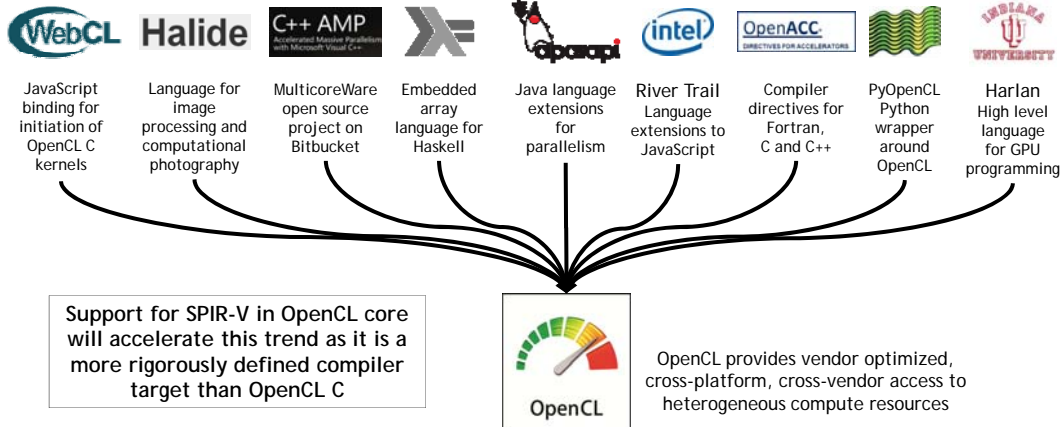 WebCL
Halide
C++ AMP
Accelerated Massive Parallelism
with Microsoft Visual C++
aparapi
intel
OpenACC
DIRECTIVES FOR ACCELERATORS
INDIANA
UNIVERSITY
JavaScript
binding for
initiation of
OpenCL C
kernels
Language for
image
processing and
computational
photography
MulticoreWare
open source
project on
Bitbucket
Embedded
array
language for
Haskell
Java language
extensions
for
parallelism
River Trail
Language
extensions to
JavaScript
Compiler
directives for
Fortran,
C and C++
PyOpenCL
Python
wrapper
around
OpenCL
Harlan
High level
language
for GPU
programming
Support for SPIR-V in OpenCL core
will accelerate this trend as it is a
more rigorously defined compiler
target than OpenCL C
OpenCL
OpenCL provides vendor optimized,
cross-platform, cross-vendor access to
heterogeneous compute resources